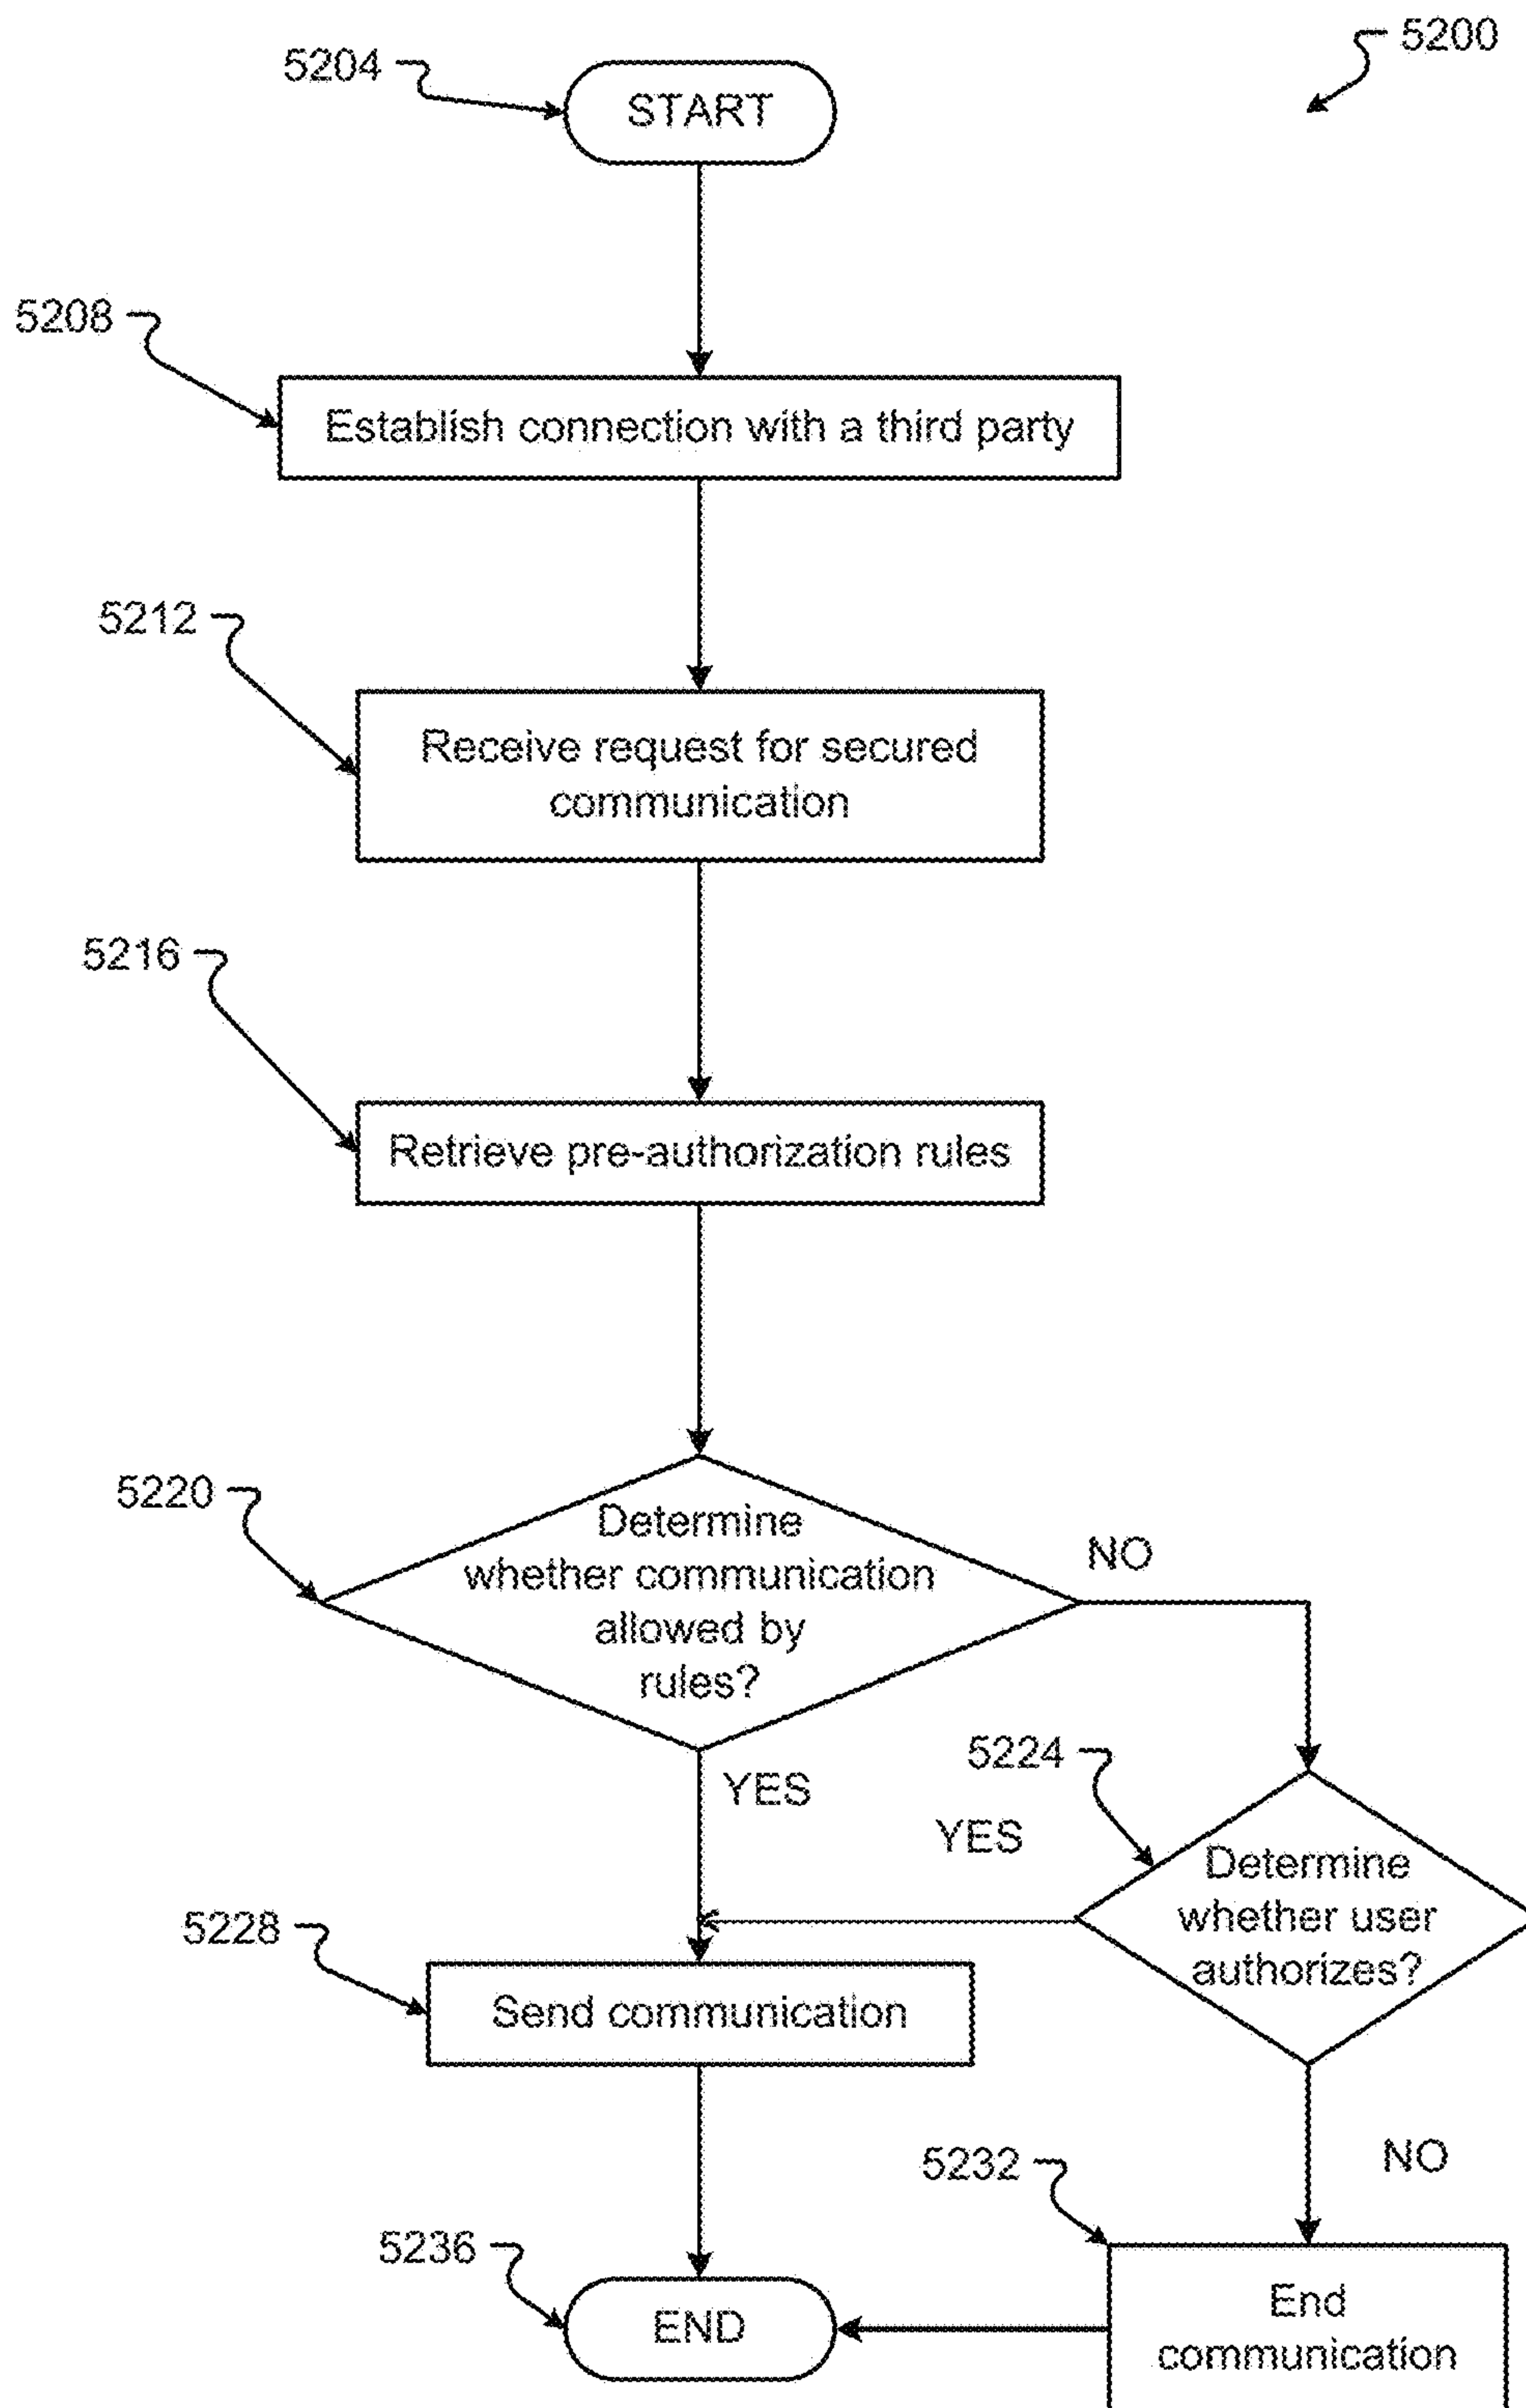 5200
5204
START
5208
Establish connection with a third party
5212
Receive request for secured
communication
5216
Retrieve pre-authorization rules
5220
Determine
whether communication
allowed by
rules?
NO
YES
5224
YES
Determine
whether user
authorizes?
5228
Send communication
NO
5232
5236
END
End
communication